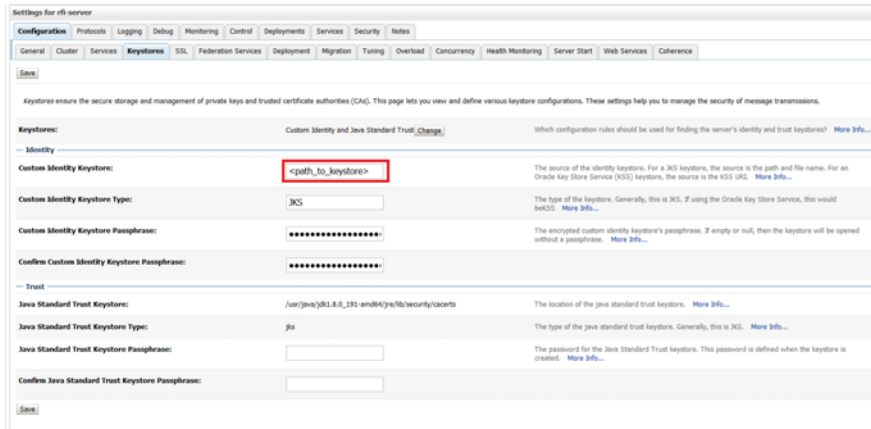 Settings for rfi-server
Configuration Protocols Logging Debug Monitoring Control Deployments Services Security Notes
General Cluster Services Keystores SSL Federation Services Deployment Migration Tuning Overload Concurrency Health Monitoring Server Start Web Services Coherence
Save
Keystores ensure the secure storage and management of private keys and trusted certificate authorities (CAs). This page lets you view and define various keystore configurations. These settings help you to manage the security of message transmissions.
Keystores: Custom Identity and Java Standard Trust Change Which configuration rules should be used for finding the server's identity and trust keystores? More Info...
Identity
Custom Identity Keystore: <path_to_keystore> The source of the identity keystore. For a JKS keystore, the source is the path and file name. For an
Oracle Key Store Service (KSS) keystore, the source is the KSS URI. More Info...
Custom Identity Keystore Type: JKS The type of the keystore. Generally, this is JKS. If using the Oracle Key Store Service, this would
beKSS More Info...
Custom Identity Keystore Passphrase: The encrypted custom identity keystore's passphrase. If empty or null, then the keystore will be opened
without a passphrase. More Info...
Confirm Custom Identity Keystore Passphrase:
Trust
Java Standard Trust Keystore: /usr/java/jdk1.8.0_191-amd64/jre/lib/security/cacerts The location of the java standard trust keystore. More Info...
Java Standard Trust Keystore Type: jks The type of the java standard trust keystore. Generally, this is JKS. More Info...
Java Standard Trust Keystore Passphrase: The password for the Java Standard Trust keystore. This password is defined when the keystore is
created. More Info...
Confirm Java Standard Trust Keystore Passphrase:
Save